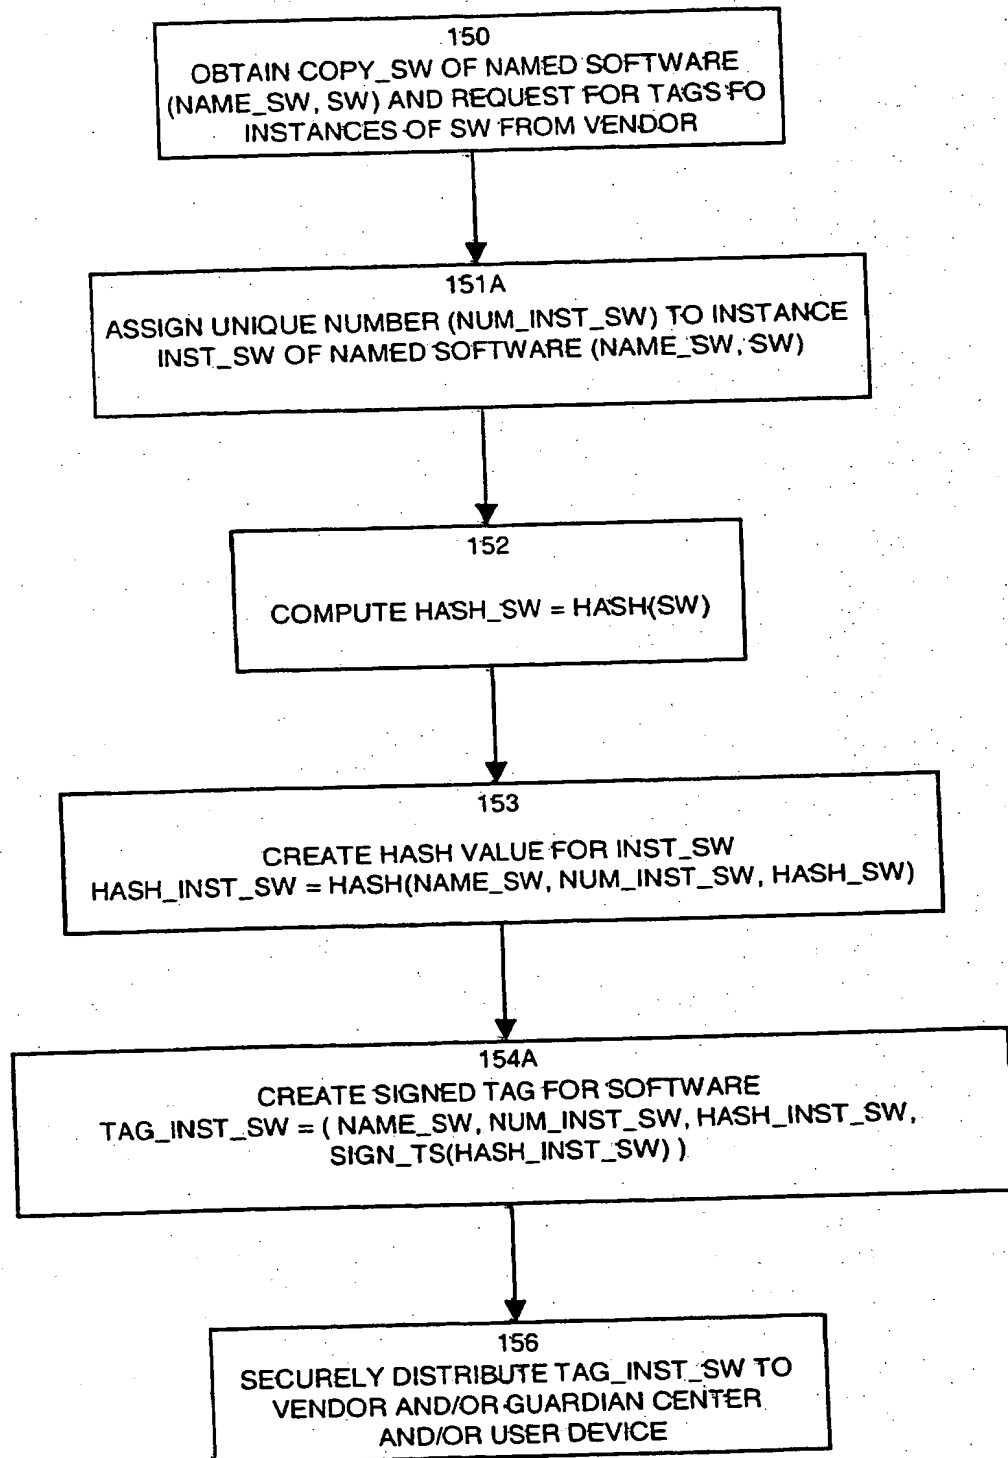 150
OBTAIN COPY_SW OF NAMED SOFTWARE
(NAME_SW, SW) AND REQUEST FOR TAGS FO
INSTANCES OF SW FROM VENDOR
151A
ASSIGN UNIQUE NUMBER (NUM_INST_SW) TO INSTANCE
INST_SW OF NAMED SOFTWARE (NAME_SW, SW)
152
COMPUTE HASH_SW = HASH(SW)
153
CREATE HASH VALUE FOR INST_SW
HASH_INST_SW = HASH(NAME_SW, NUM_INST_SW, HASH_SW)
154A
CREATE SIGNED TAG FOR SOFTWARE
TAG_INST_SW = ( NAME_SW, NUM_INST_SW, HASH_INST_SW,
SIGN_TS(HASH_INST_SW) )
156
SECURELY DISTRIBUTE TAG_INST_SW TO
VENDOR AND/OR GUARDIAN CENTER
AND/OR USER DEVICE